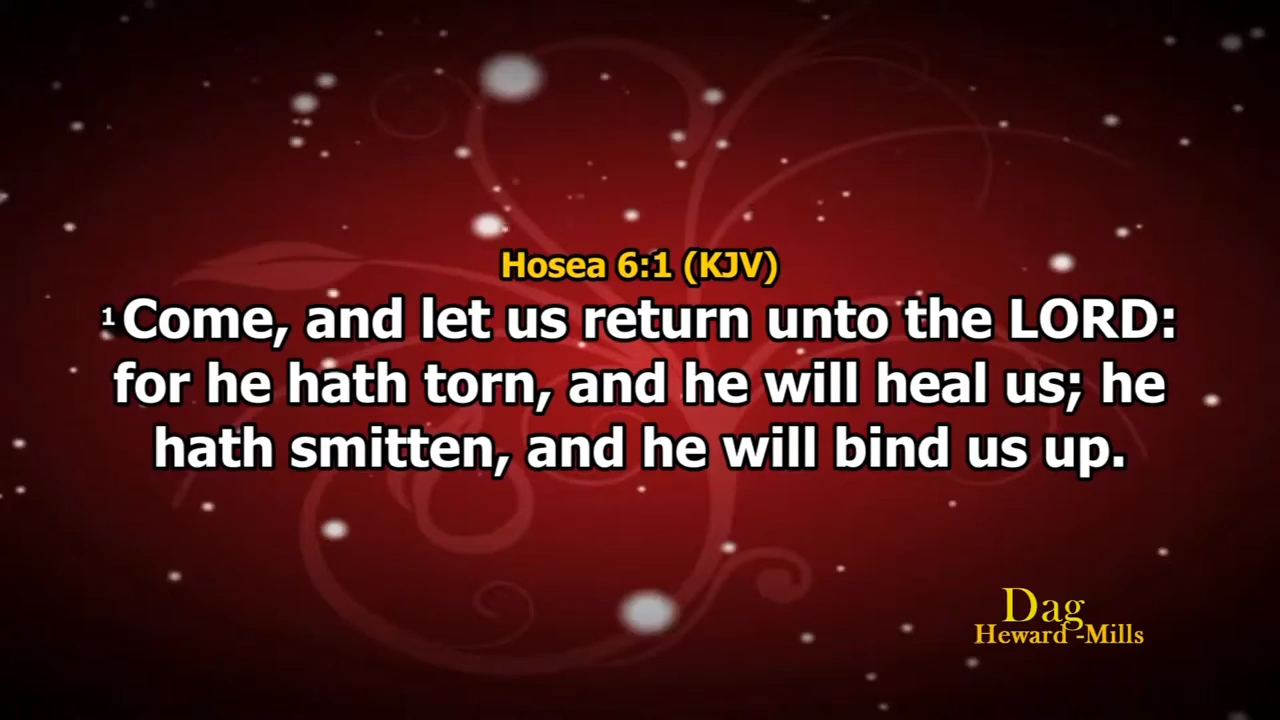 Hosea 6:1 (KJV)
1 Come, and let us return unto the LORD:
for he hath torn, and he will heal us; he
hath smitten, and he will bind us up.
Dag
Heward -Mills